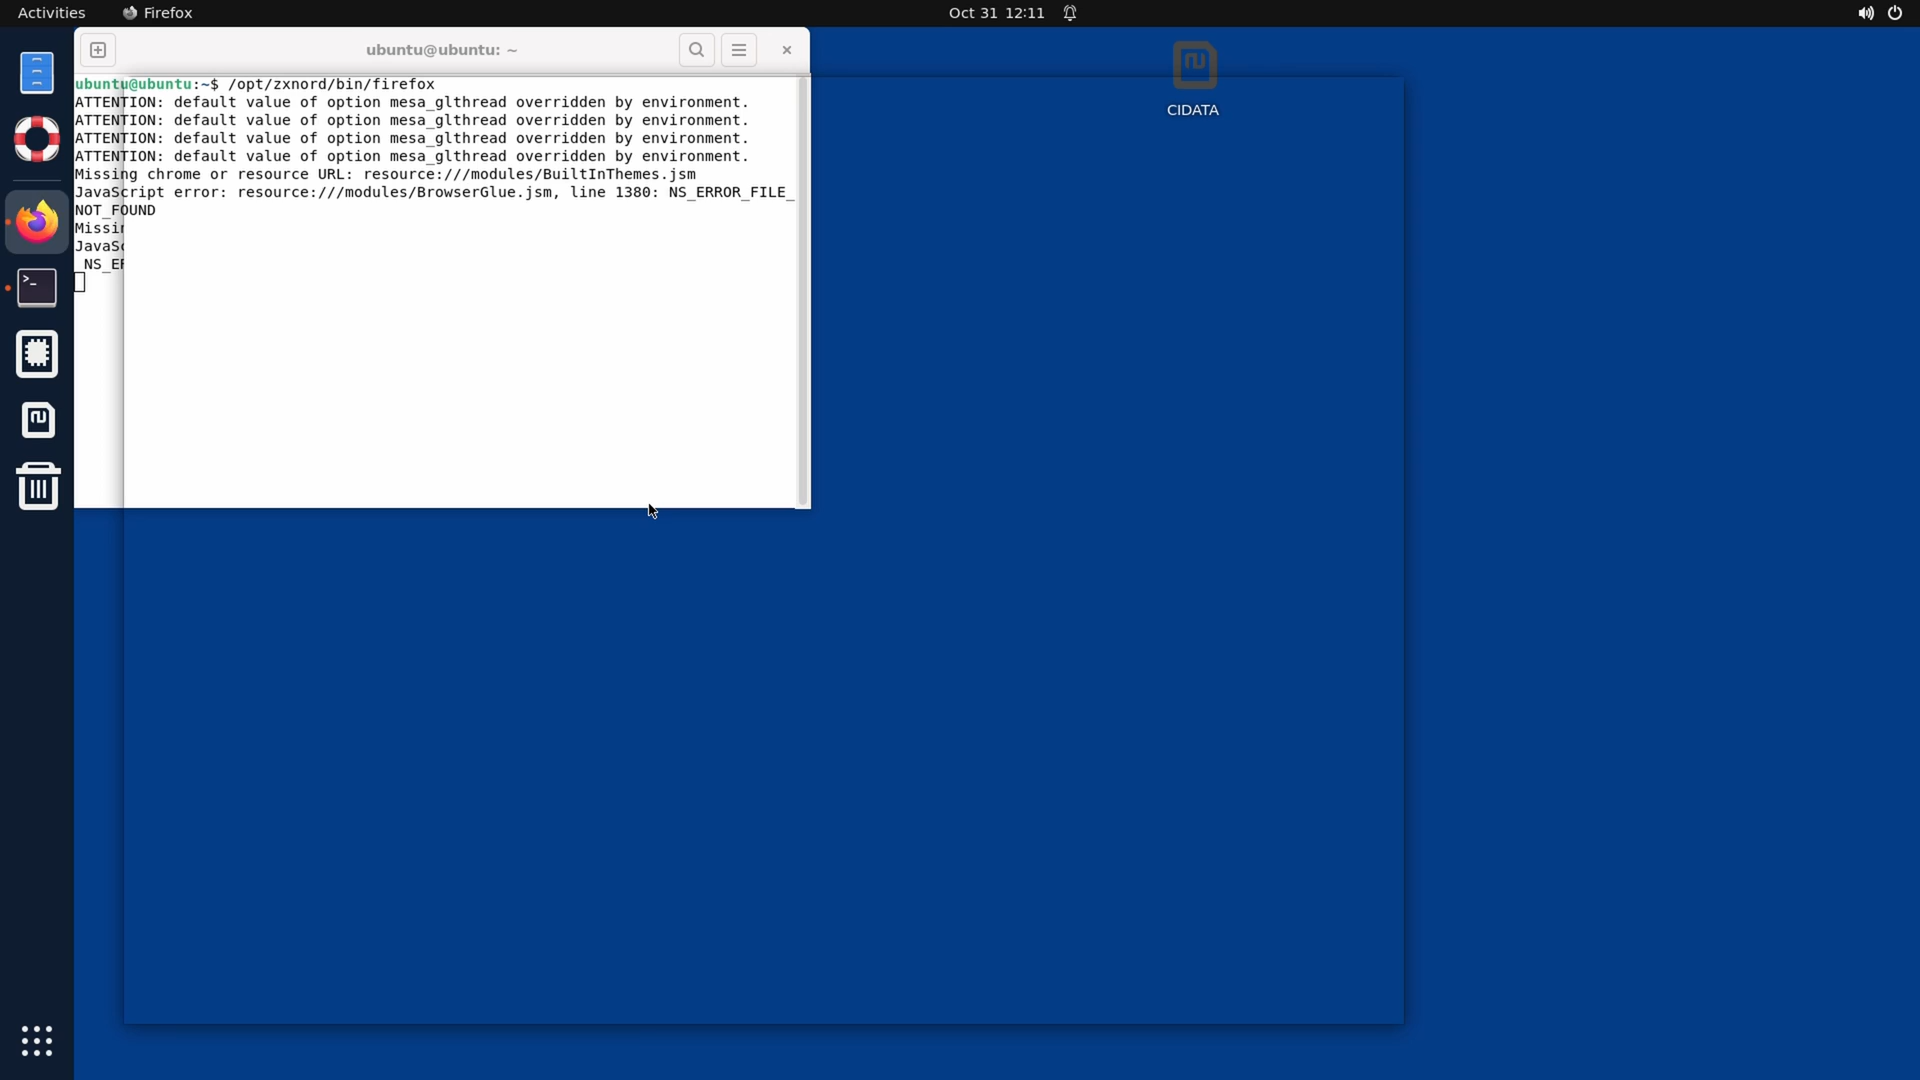 Activities
Firefox
Oct 31 12:11
ubuntu@ubuntu: ~
ubuntu@ubuntu:~$ /opt/zxnord/bin/firefox
ATTENTION: default value of option mesa_glthread overridden by environment.
ATTENTION: default value of option mesa_glthread overridden by environment.
ATTENTION: default value of option mesa_glthread overridden by environment.
ATTENTION: default value of option mesa_glthread overridden by environment.
Missing chrome or resource URL: resource:///modules/BuiltInThemes.jsm
JavaScript error: resource:///modules/BrowserGlue.jsm, line 1380: NS_ERROR_FILE_
NOT_FOUND
CIDATA